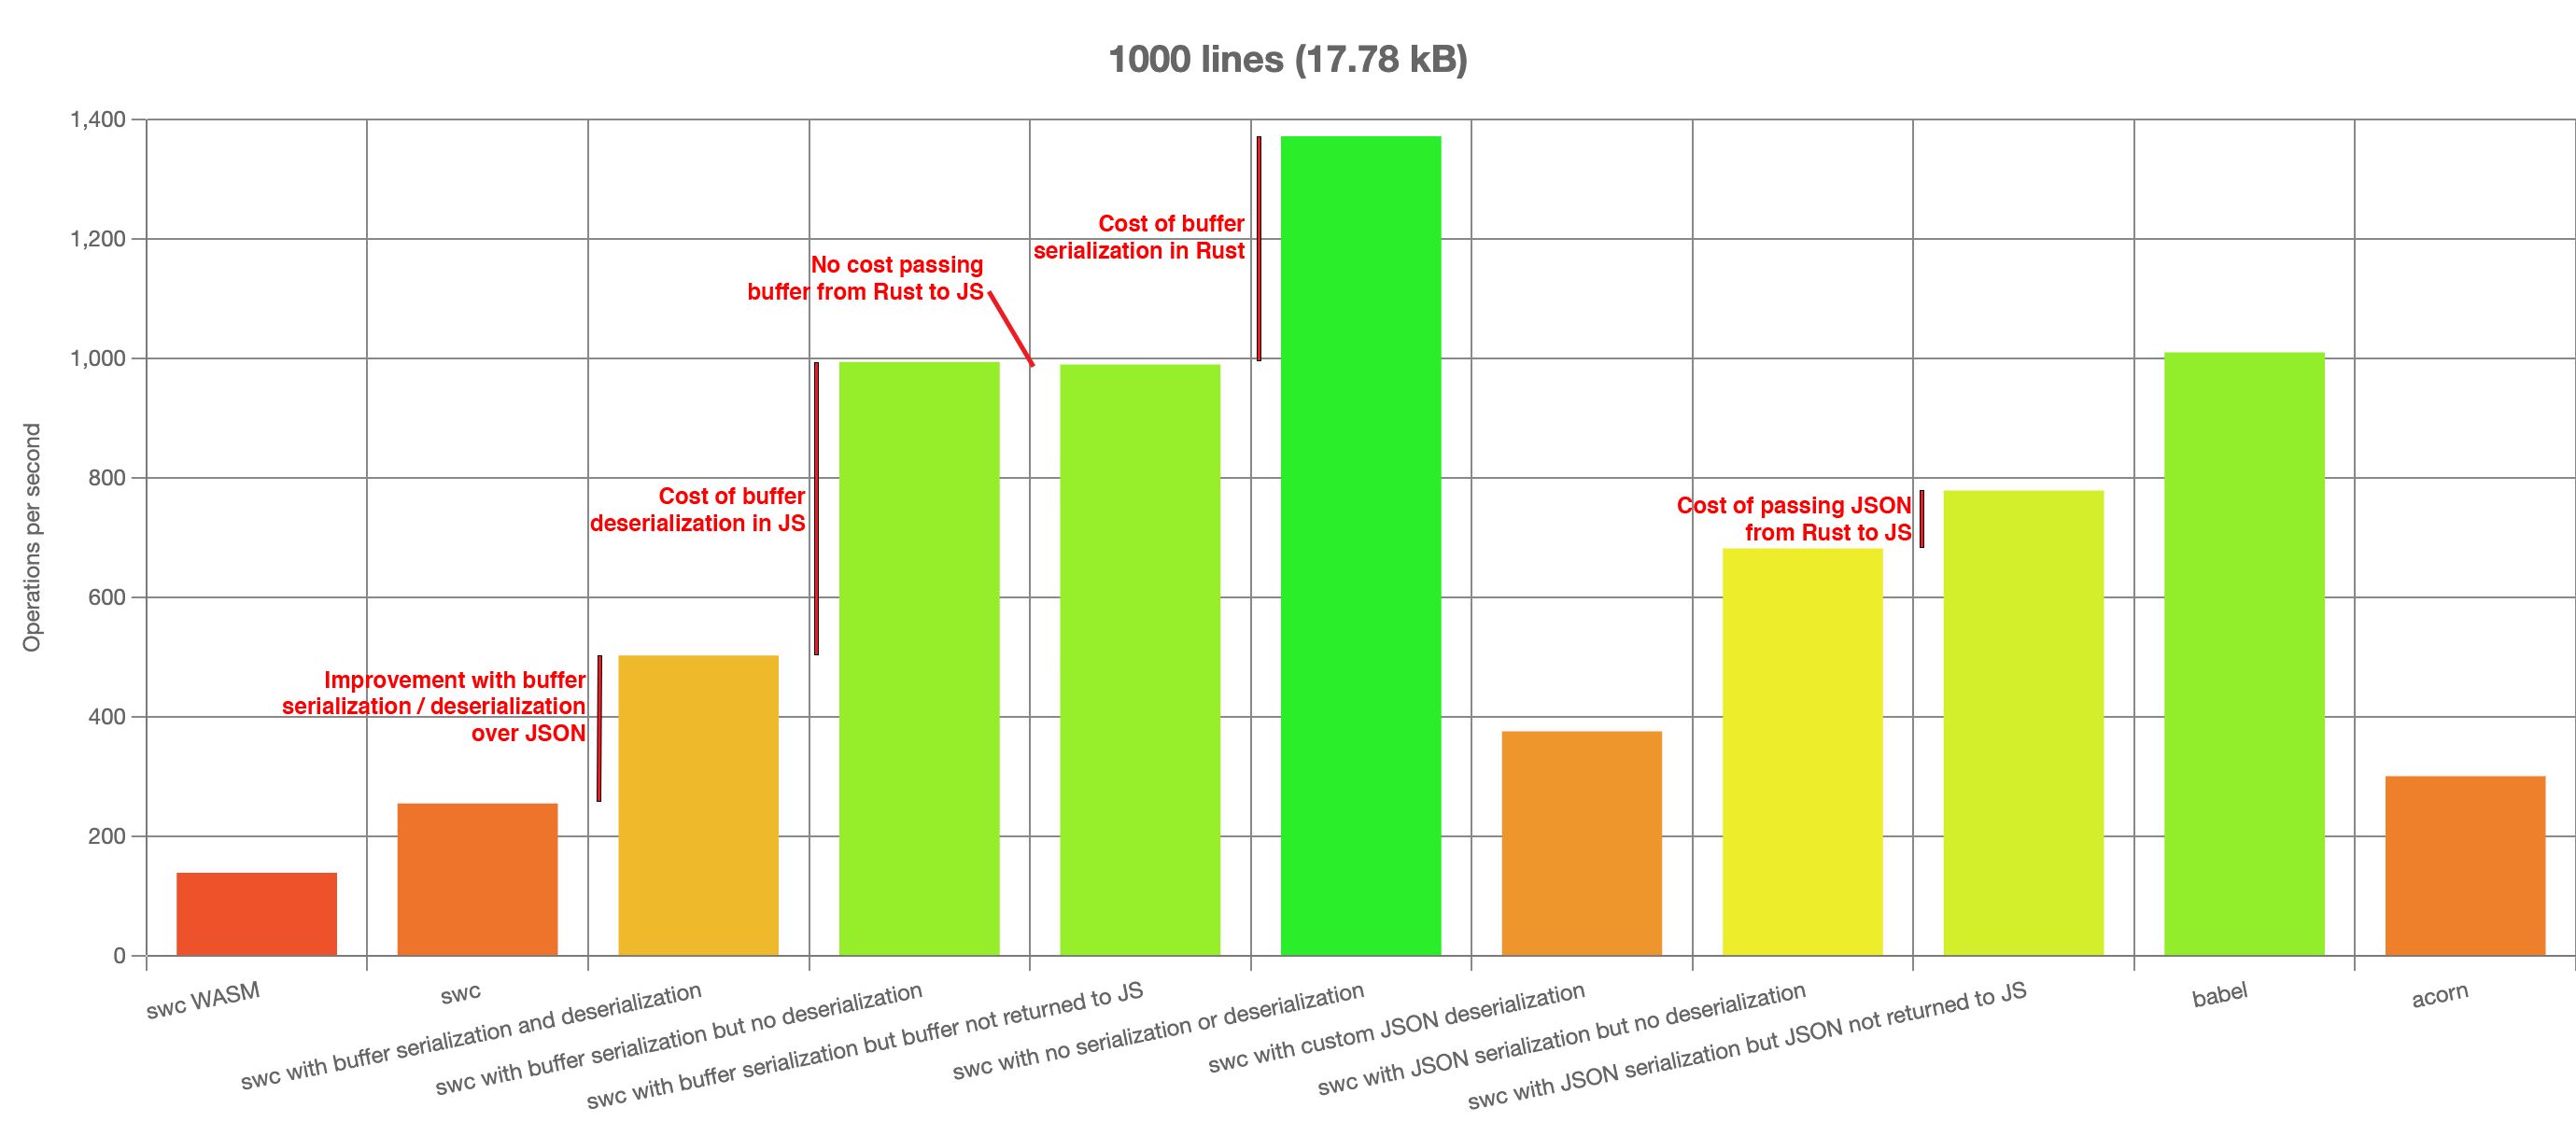 1000 lines (17.78 kB)
Operations per second
1,400
1,200
1,000
800
600
400
200
0
Improvement with buffer
serialization / deserialization
over JSON
Cost of buffer
deserialization in JS
No cost passing
buffer from Rust to JS
Cost of buffer
serialization in Rust
Cost of passing JSON
from Rust to JS
swc WASM
swc
swc with buffer serialization and deserialization
swc with buffer serialization but no deserialization
swc with buffer serialization but buffer not returned to JS
swc with no serialization or deserialization
swc with custom JSON deserialization
swc with JSON serialization but no deserialization
swc with JSON serialization but JSON not returned to JS
babel
acorn